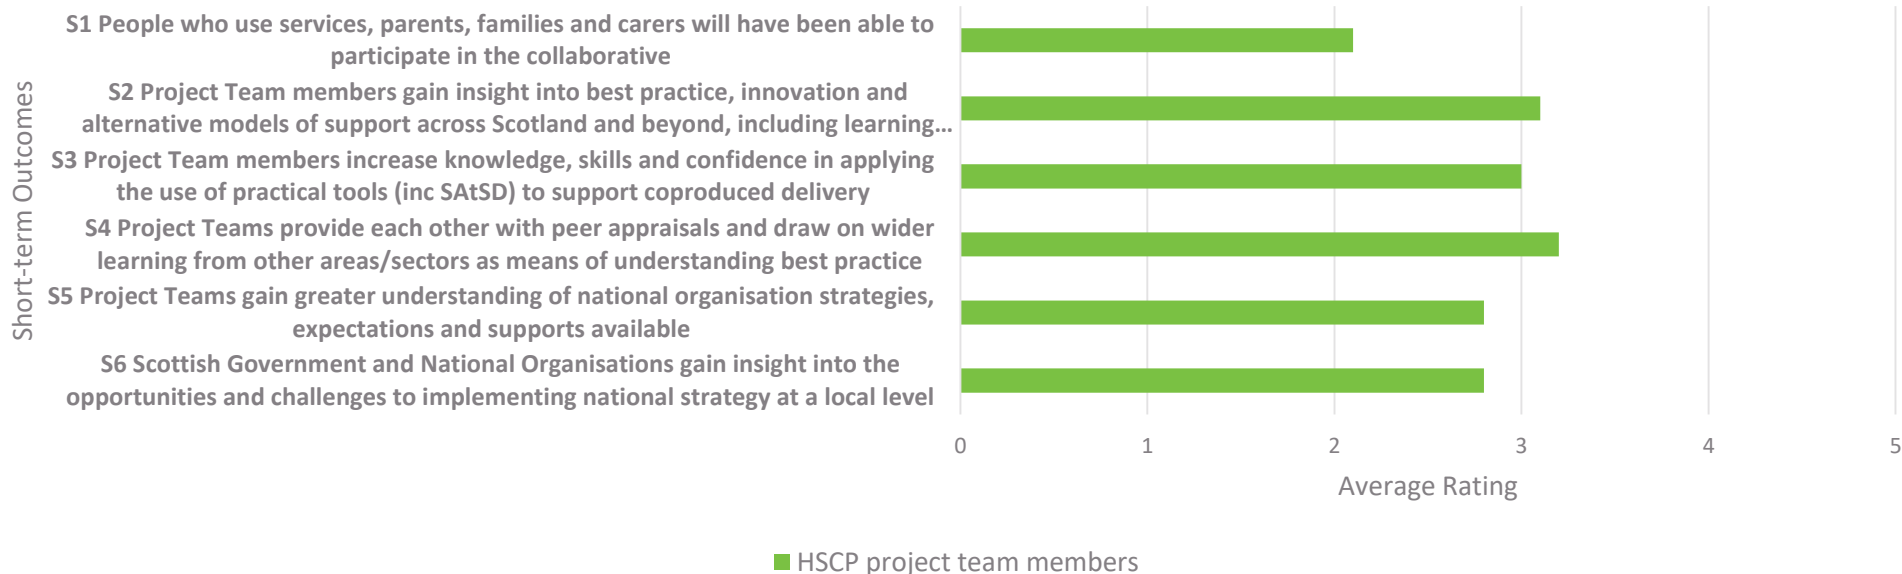 Short-term Outcomes
S1 People who use services, parents, families and carers will have been able to
participate in the collaborative
S2 Project Team members gain insight into best practice, innovation and
alternative models of support across Scotland and beyond, including learning…
S3 Project Team members increase knowledge, skills and confidence in applying
the use of practical tools (inc SAtSD) to support coproduced delivery
S4 Project Teams provide each other with peer appraisals and draw on wider
learning from other areas/sectors as means of understanding best practice
S5 Project Teams gain greater understanding of national organisation strategies,
expectations and supports available
S6 Scottish Government and National Organisations gain insight into the
opportunities and challenges to implementing national strategy at a local level
0 1 2 3 4 5
Average Rating
HSCP project team members